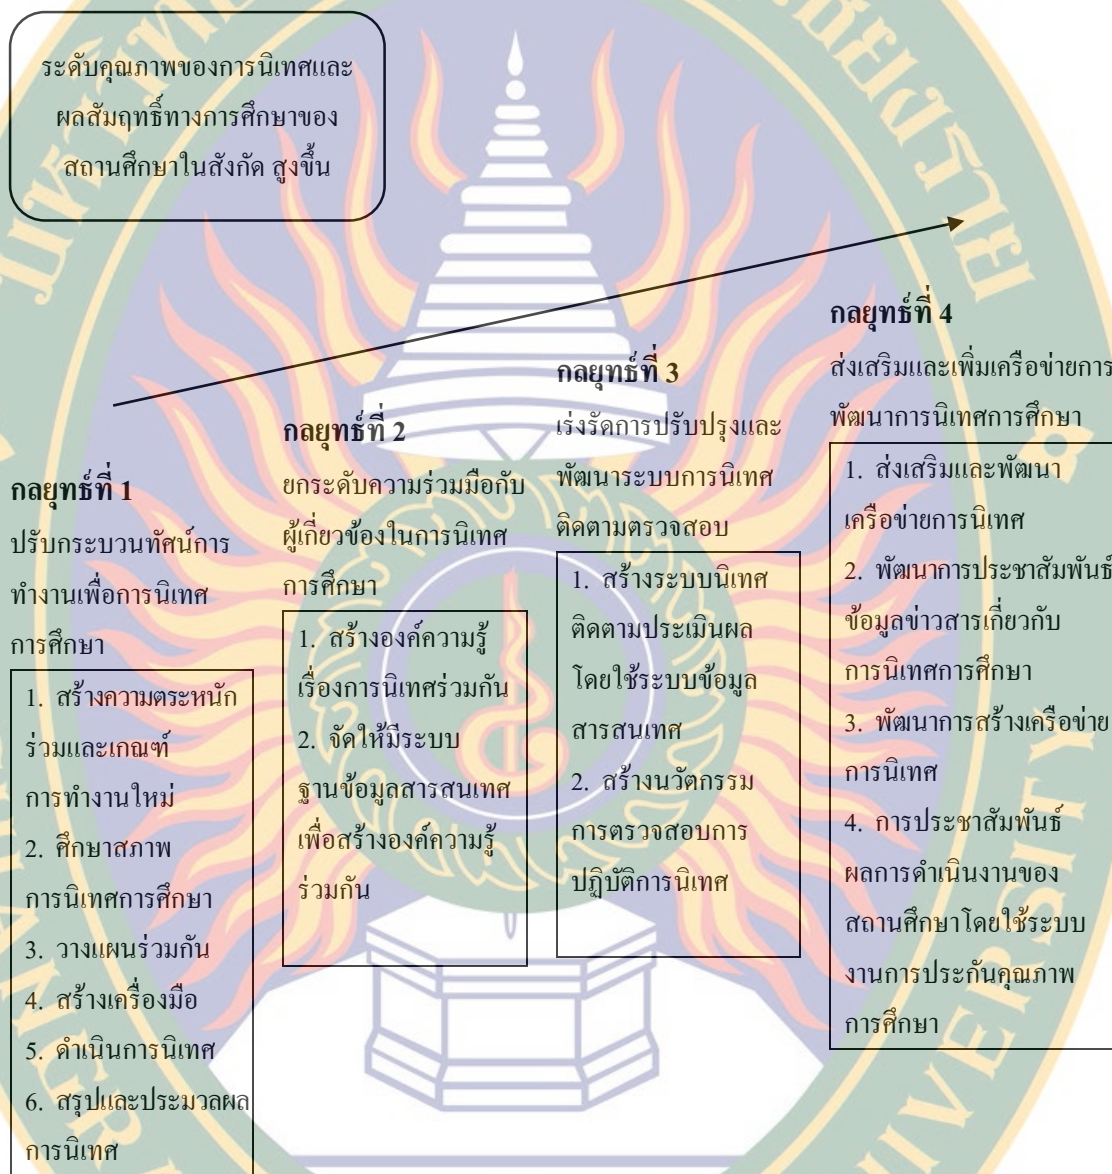 ระดับคุณภาพของการนิเทศและ
ผลสัมฤทธิ์ทางการศึกษาของ
สถานศึกษาในสังกัด สูงขึ้น
กลยุทธ์ที่ 1
ปรับกระบวนทัศน์การ
ทำงานเพื่อการนิเทศ
การศึกษา
1. สร้างความตระหนัก
ร่วมและเกณฑ์
การทำงานใหม่
2. ศึกษาสภาพ
การนิเทศการศึกษา
3. วางแผนร่วมกัน
4. สร้างเครื่องมือ
5. ดำเนินการนิเทศ
6. สรุปและประมวลผล
การนิเทศ
กลยุทธ์ที่ 2
ยกระดับความร่วมมือกับ
ผู้เกี่ยวข้องในการนิเทศ
การศึกษา
1. สร้างองค์ความรู้
เรื่องการนิเทศร่วมกัน
2. จัดให้มีระบบ
ฐานข้อมูลสารสนเทศ
เพื่อสร้างองค์ความรู้
ร่วมกัน
กลยุทธ์ที่ 3
เร่งรัดการปรับปรุงและ
พัฒนาระบบการนิเทศ
ติดตามตรวจสอบ
1. สร้างระบบนิเทศ
ติดตามประเมินผล
โดยใช้ระบบข้อมูล
สารสนเทศ
2. สร้างนวัตกรรม
การตรวจสอบการ
ปฏิบัติการนิเทศ
กลยุทธ์ที่ 4
ส่งเสริมและเพิ่มเครือข่ายการ
พัฒนาการนิเทศการศึกษา
1. ส่งเสริมและพัฒนา
เครือข่ายการนิเทศ
2. พัฒนาการประชาสัมพันธ์
ข้อมูลข่าวสารเกี่ยวกับ
การนิเทศการศึกษา
3. พัฒนาการสร้างเครือข่าย
การนิเทศ
4. การประชาสัมพันธ์
ผลการดำเนินงานของ
สถานศึกษาโดยใช้ระบบ
งานการประกันคุณภาพ
การศึกษา
UNIVERSITY